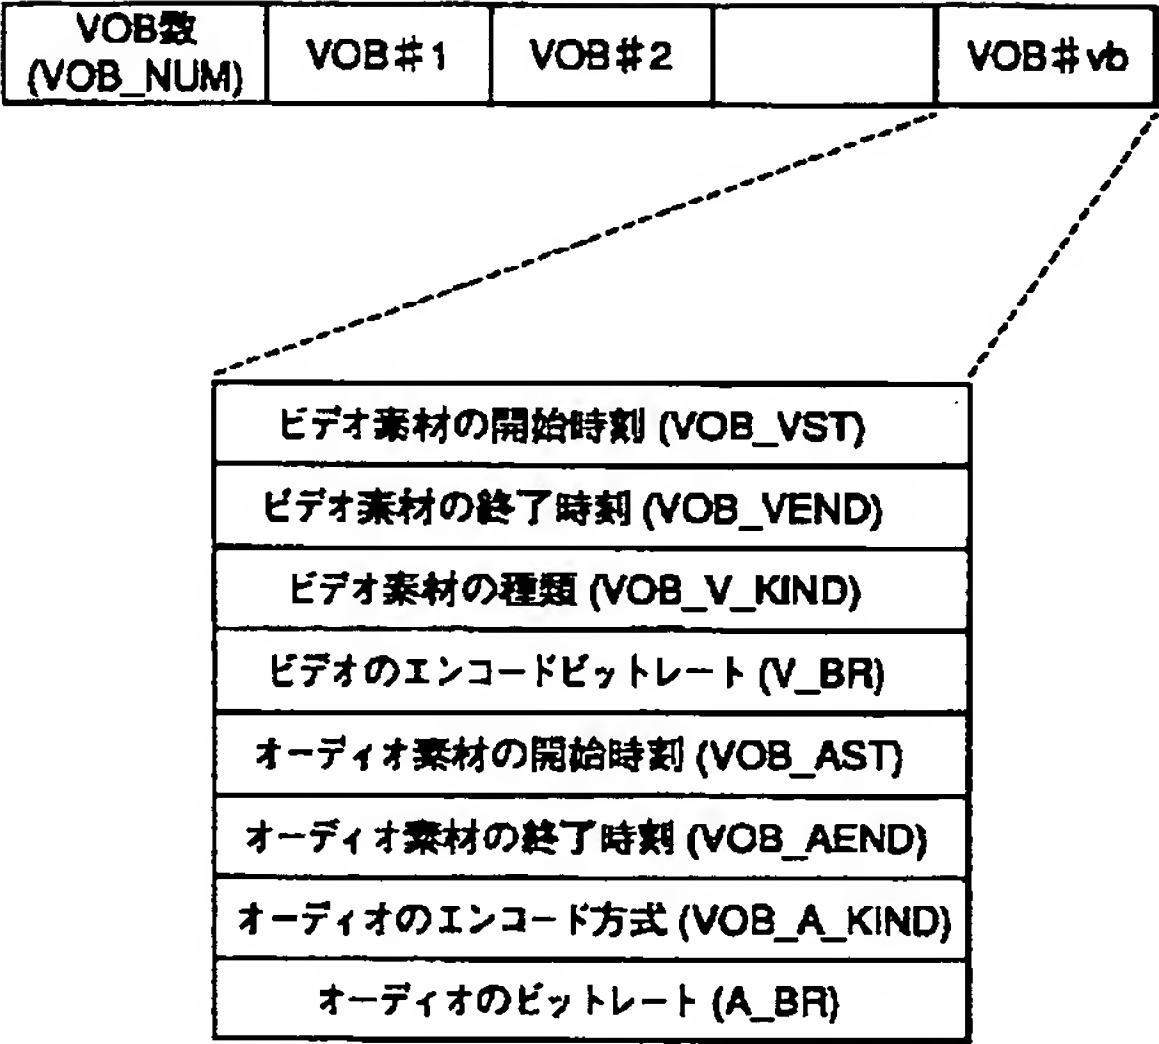 VOB数
(VOB_NUM)
VOB#1
VOB#2
VOB#vb
ビデオ素材の開始時刻 (VOB_VST)
ビデオ素材の終了時刻 (VOB_VEND)
ビデオ素材の種類 (VOB_V_KIND)
ビデオのエンコードビットレート (V_BR)
オーディオ素材の開始時刻 (VOB_AST)
オーディオ素材の終了時刻 (VOB_AEND)
オーディオのエンコード方式 (VOB_A_KIND)
オーディオのビットレート (A_BR)